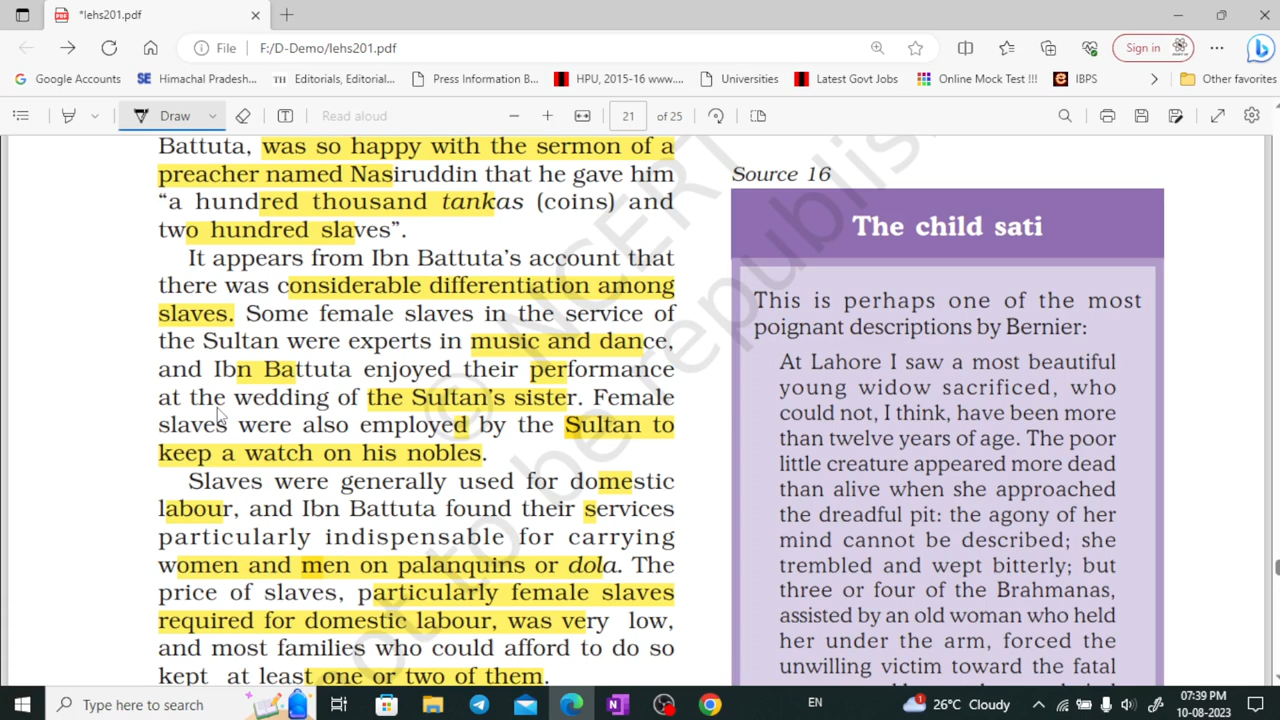 *lehs201.pdf
File
F:/D-Demo/lehs201.pdf
Sign in
Google Accounts
SE Himachal Pradesh...
TH Editorials, Editorial...
Press Information B...
HPU, 2015-16 www....
Universities
Latest Govt Jobs
Online Mock Test !!!
IBPS
Other favorites
Draw
Read aloud
21 of 25
Battuta, was so happy with the sermon of a
preacher named Nasiruddin that he gave him
“a hundred thousand tankas (coins) and
two hundred slaves”.
It appears from Ibn Battuta’s account that
there was considerable differentiation among
slaves. Some female slaves in the service of
the Sultan were experts in music and dance,
and Ibn Battuta enjoyed their performance
at the wedding of the Sultan’s sister. Female
slaves were also employed by the Sultan to
keep a watch on his nobles.
Slaves were generally used for domestic
labour, and Ibn Battuta found their services
particularly indispensable for carrying
women and men on palanquins or dola. The
price of slaves, particularly female slaves
required for domestic labour, was very low,
and most families who could afford to do so
kept at least one or two of them.
Source 16
The child sati
This is perhaps one of the most
poignant descriptions by Bernier:
At Lahore I saw a most beautiful
young widow sacrificed, who
could not, I think, have been more
than twelve years of age. The poor
little creature appeared more dead
than alive when she approached
the dreadful pit: the agony of her
mind cannot be described; she
trembled and wept bitterly; but
three or four of the Brahmanas,
assisted by an old woman who held
her under the arm, forced the
unwilling victim toward the fatal
© NCERT
not to be republis
Type here to search
26°C Cloudy
ENG
07:39 PM
10-08-2023